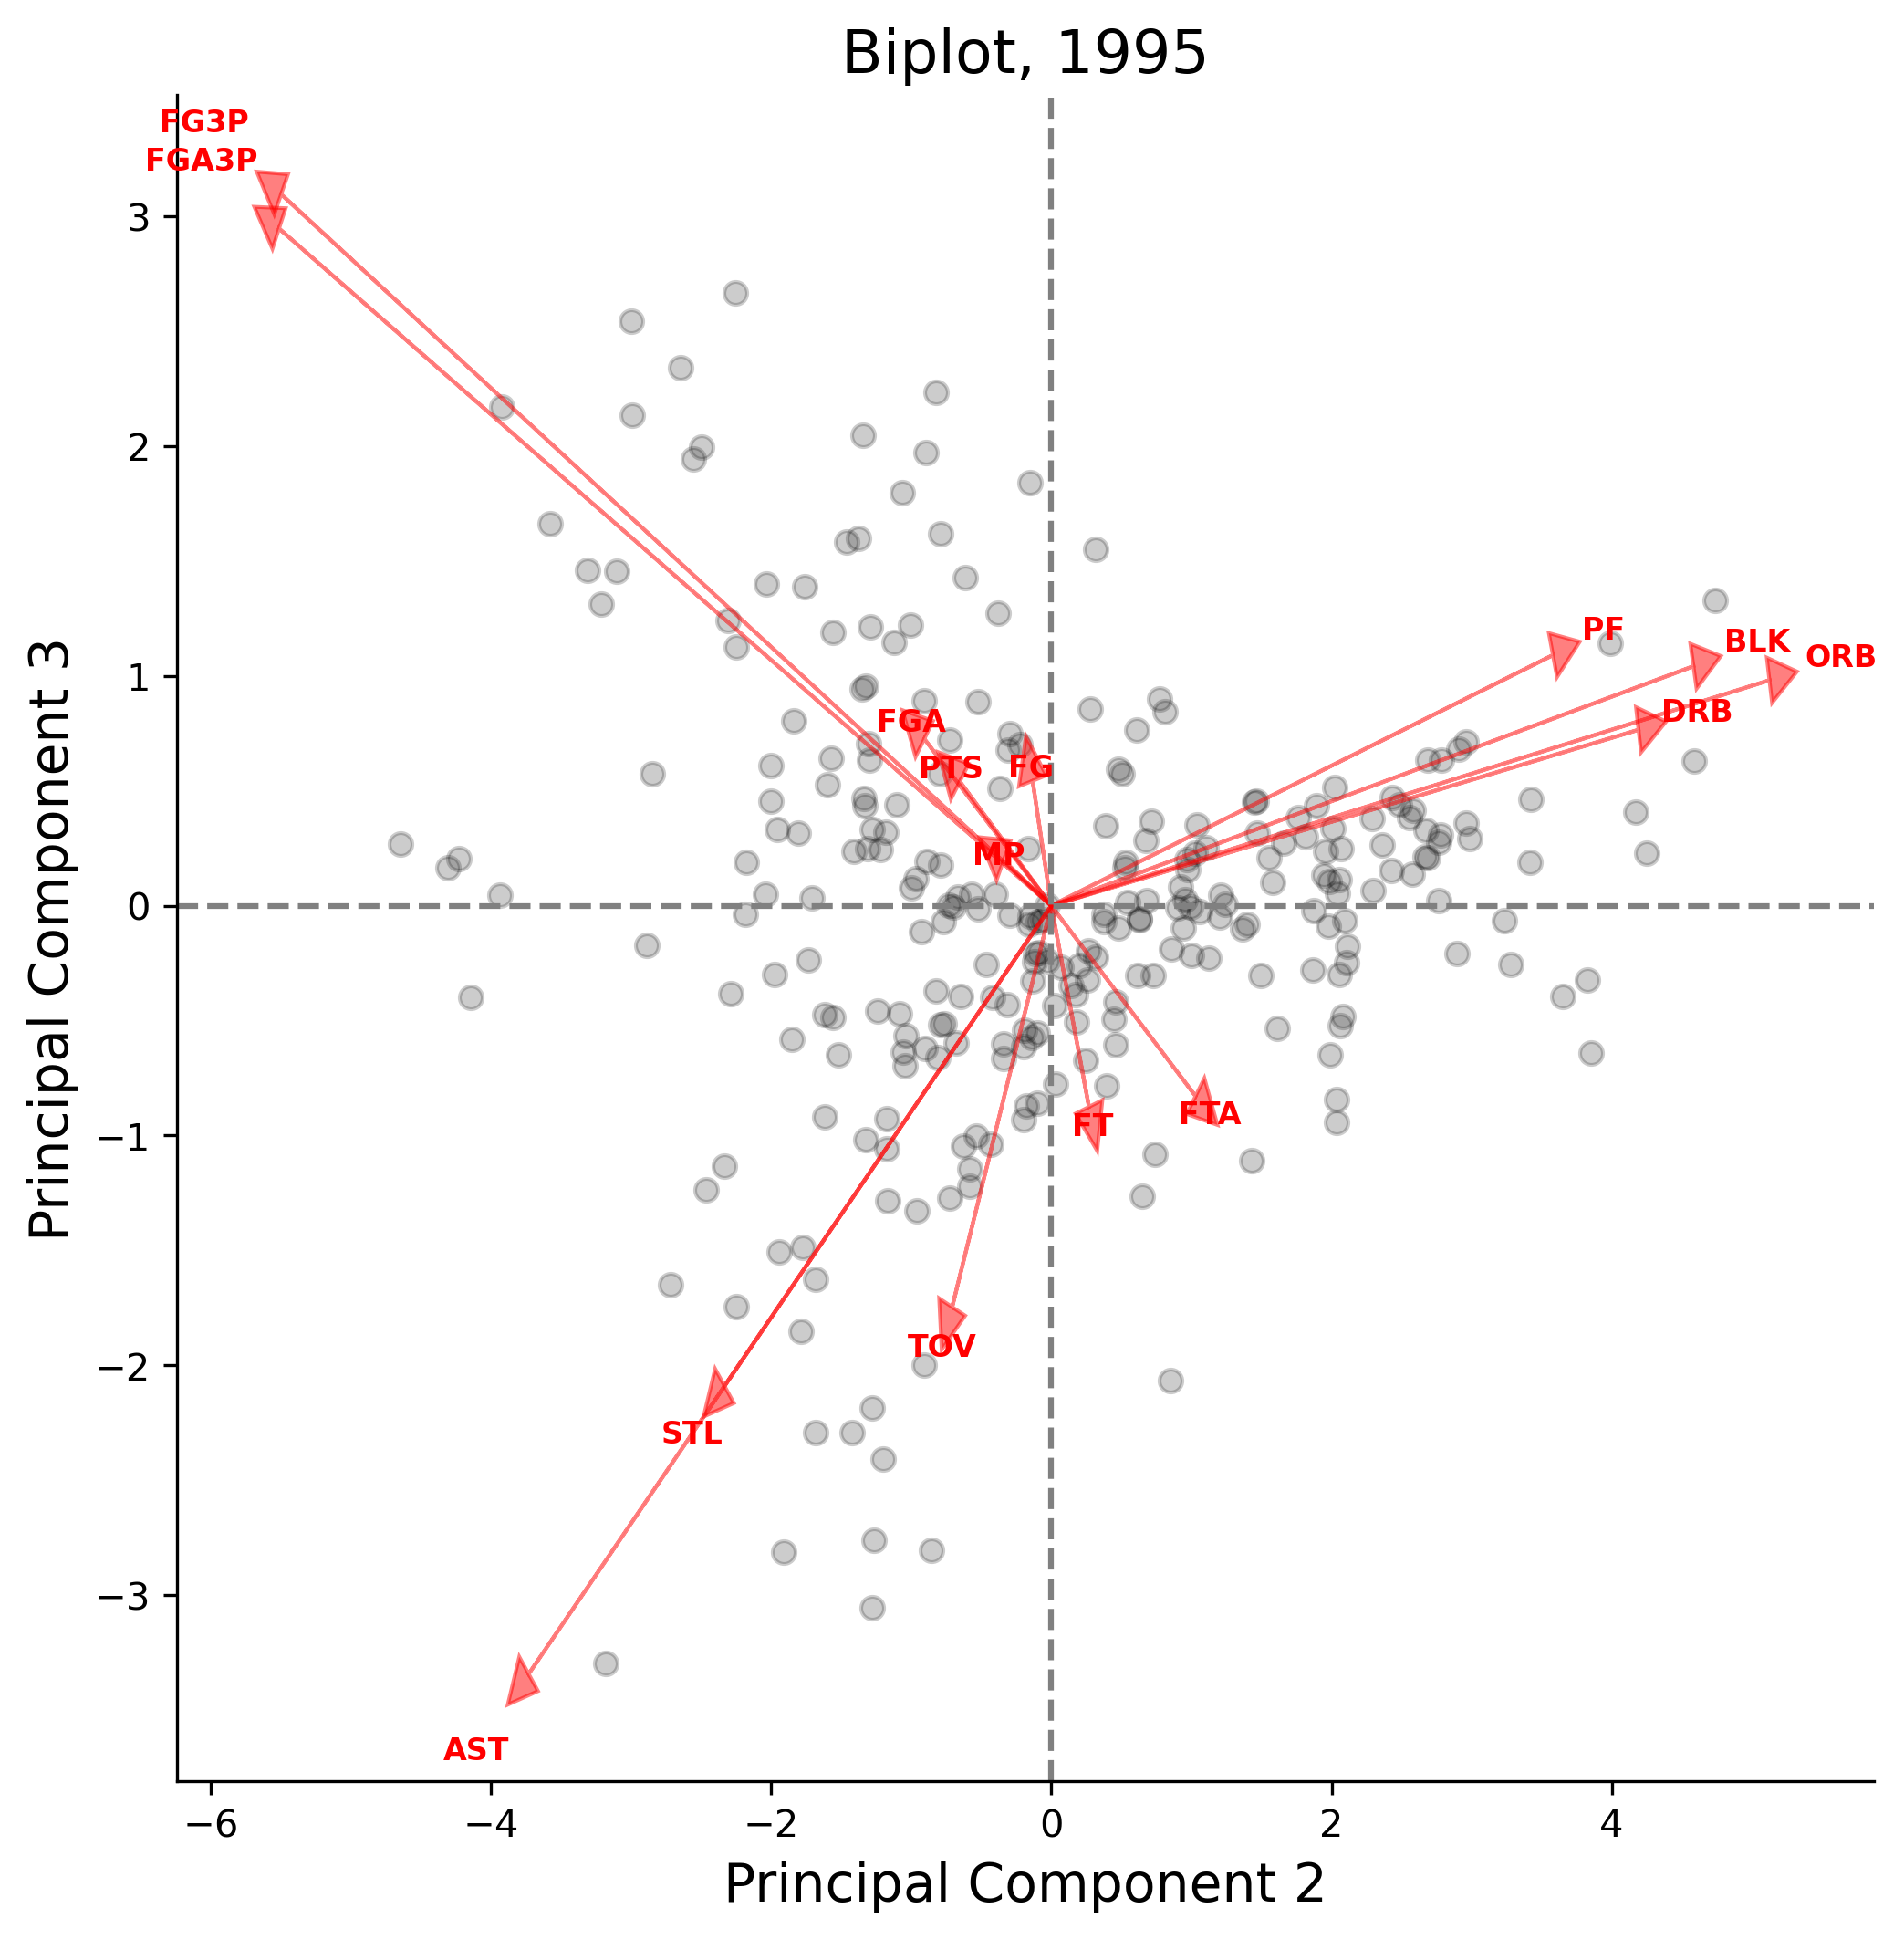 Biplot, 1995
FG3P
FGA3P
3
2
PF
BLK
ORB
1
DRB
FGA
PTS
FG
MP
0
−1
FT
FTA
TOV
−2
STL
−3
AST
−6
−4
−2
0
2
4
Principal Component 2
Principal Component 3